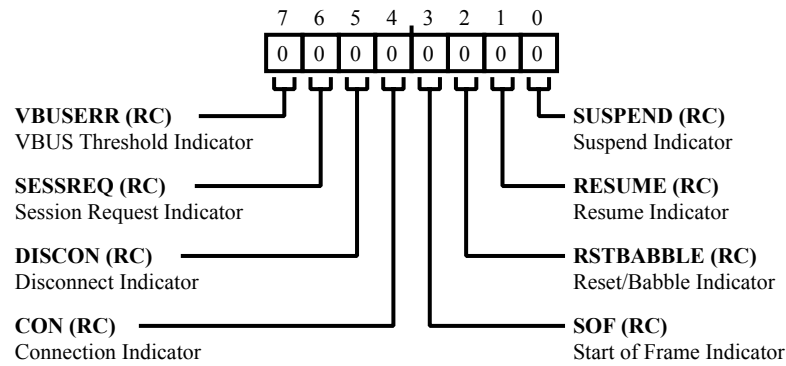 7 6 5 4 3 2 1 0
0 0 0 0 0 0 0 0
VBUSERR (RC)
VBUS Threshold Indicator
SESSREQ (RC)
Session Request Indicator
DISCON (RC)
Disconnect Indicator
CON (RC)
Connection Indicator
SUSPEND (RC)
Suspend Indicator
RESUME (RC)
Resume Indicator
RSTBABBLE (RC)
Reset/Babble Indicator
SOF (RC)
Start of Frame Indicator